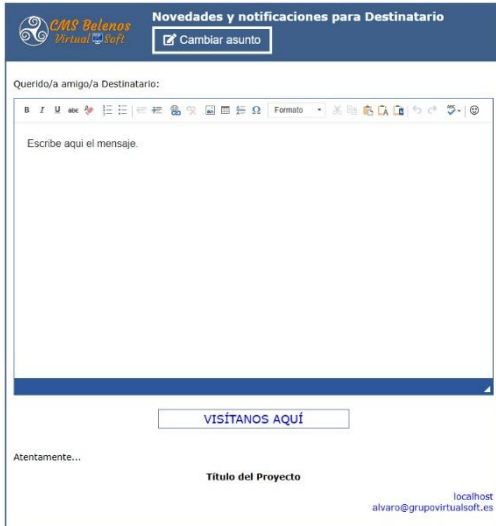 CMS Belenos
Virtual Soft
Novedades y notificaciones para Destinatario
Cambiar asunto
Querido/a amigo/a Destinatario:
B I U abc Ω Formato
Escribe aqui el mensaje.
VISÍTANOS AQUÍ
Atentamente...
Título del Proyecto
localhost
alvaro@grupovirtualsoft.es